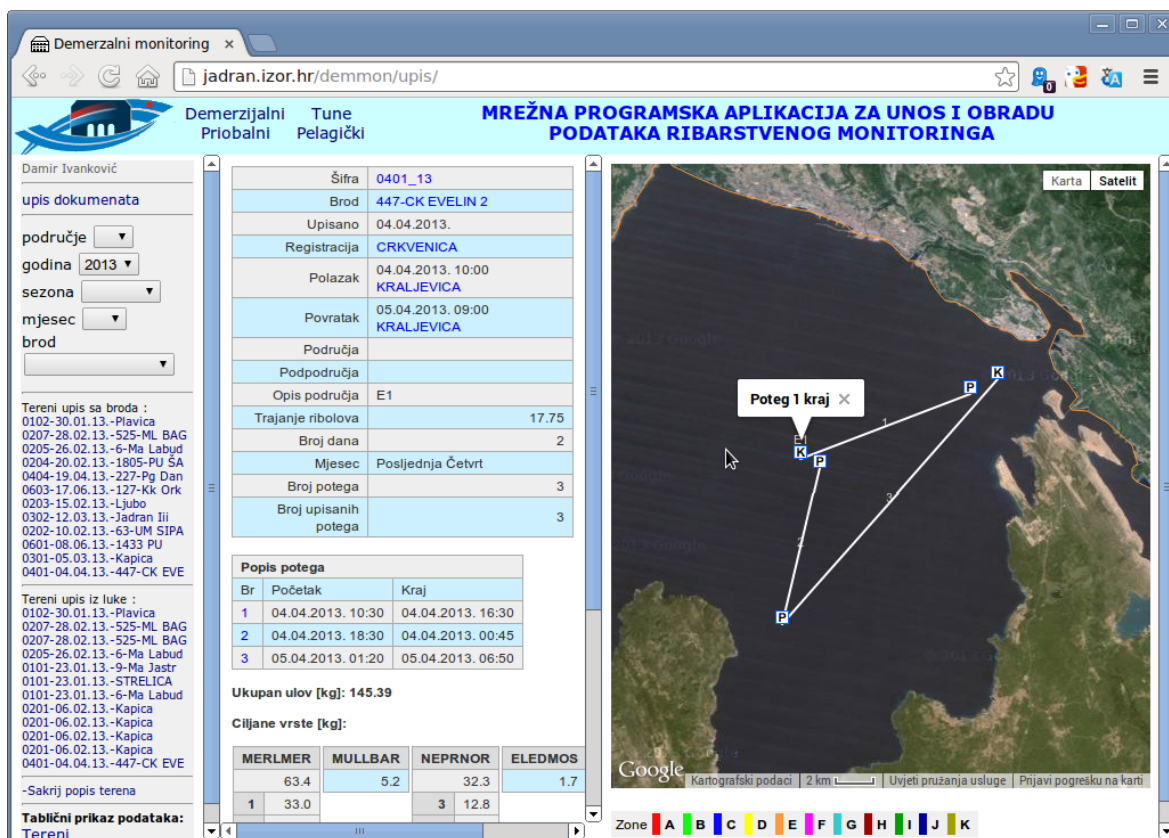 Demerzalni monitoring
jadran.izor.hr/demmon/upis/
0
Demerzijalni Tune
Priobalni Pelagički
MREŽNA PROGRAMSKA APLIKACIJA ZA UNOS I OBRADU
PODATAKA RIBARSTVENOG MONITORINGA
Damir Ivanković
upis dokumenata
područje
godina 2013
sezona
mjesec
brod
Tereni upis sa broda :
0102-30.01.13.-Plavica
0207-28.02.13.-525-ML BAG
0205-26.02.13.-6-Ma Labud
0204-20.02.13.-1805-PU ŠA
0404-19.04.13.-227-Pg Dan
0603-17.06.13.-127-Kk Ork
0203-15.02.13.-Ljubo
0302-12.03.13.-Jadran Iii
0202-10.02.13.-63-UM SIPA
0601-08.06.13.-1433 PU
0301-05.03.13.-Kapica
0401-04.04.13.-447-CK EVE
Tereni upis iz luke :
0102-30.01.13.-Plavica
0207-28.02.13.-525-ML BAG
0207-28.02.13.-525-ML BAG
0205-26.02.13.-6-Ma Labud
0101-23.01.13.-9-Ma Jastr
0101-23.01.13.-STRELICA
0101-23.01.13.-6-Ma Labud
0201-06.02.13.-Kapica
0201-06.02.13.-Kapica
0201-06.02.13.-Kapica
0201-06.02.13.-Kapica
0401-04.04.13.-447-CK EVE
-Sakrij popis terena
Tablični prikaz podataka:
Tereni
Šifra 0401_13
Brod 447-CK EVELIN 2
Upisano 04.04.2013.
Registracija CRKVENICA
Polazak 04.04.2013. 10:00
KRALJEVICA
Povratak 05.04.2013. 09:00
KRALJEVICA
Područja
Podpodručja
Opis područja E1
Trajanje ribolova 17.75
Broj dana 2
Mjesec Posljednja Četvrt
Broj potega 3
Broj upisanih
potega 3
Popis potega
Br Početak Kraj
1 04.04.2013. 10:30 04.04.2013. 16:30
2 04.04.2013. 18:30 04.04.2013. 00:45
3 05.04.2013. 01:20 05.04.2013. 06:50
Ukupan ulov [kg]: 145.39
Ciljane vrste [kg]:
MERLMER MULLBAR NEPRNOR ELEDMOS
63.4 5.2 32.3 1.7
1 33.0 3 12.8
Karta Satelit
2013 Google
2013 Google
K
P
Poteg 1 kraj
1
E1
K
P
3
2
P
Google
Kartografski podaci 2 km Uvjeti pružanja usluge Prijavi pogrešku na karti
Zone A B C D E F G H I J K